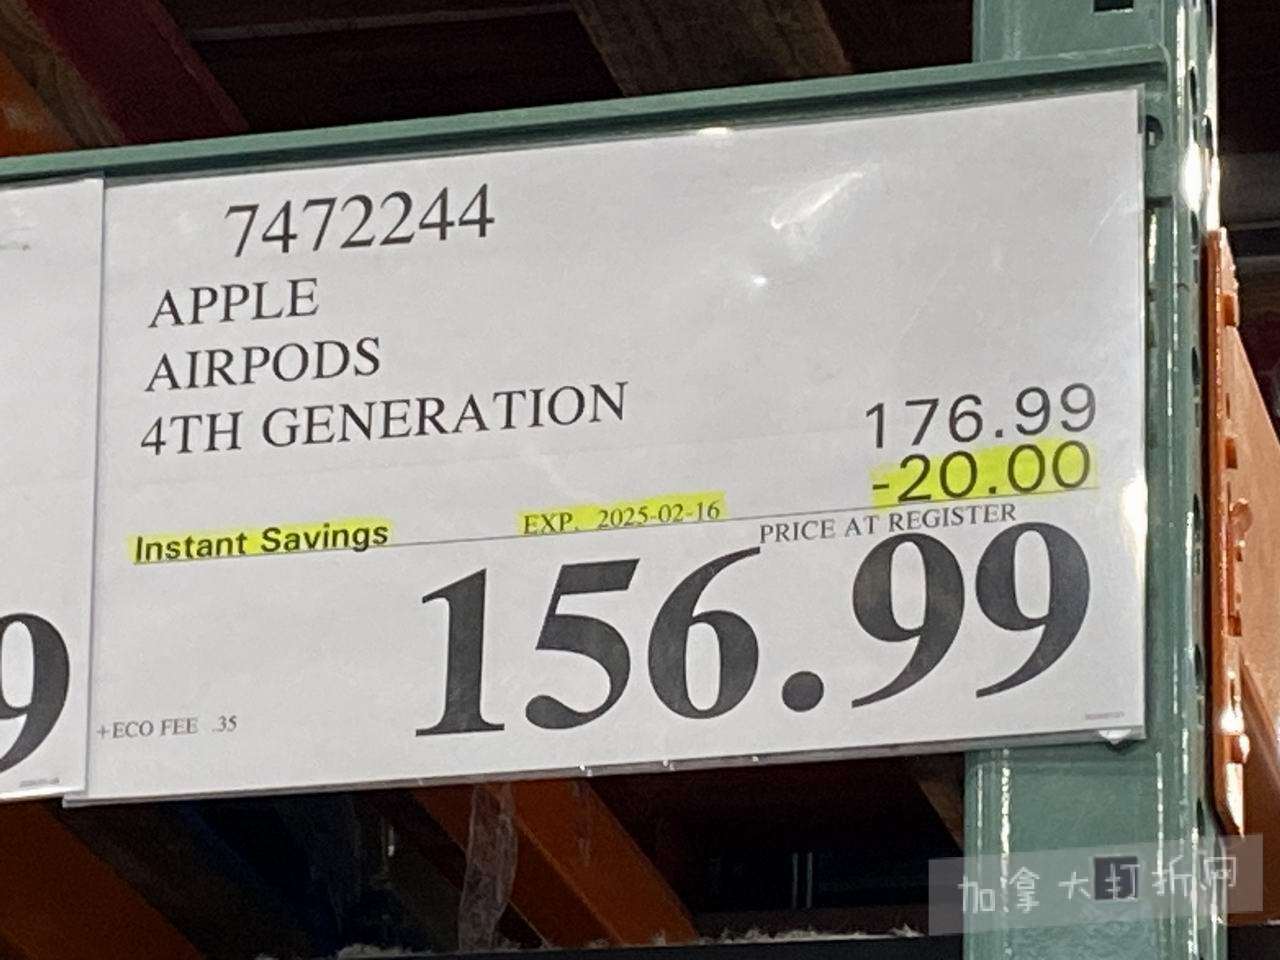 7472244
APPLE
AIRPODS
4TH GENERATION
176.99
-20.00
Instant Savings
EXP. 2025-02-16
PRICE AT REGISTER
156.99
+ECO FEE .35
9
加拿大打折网